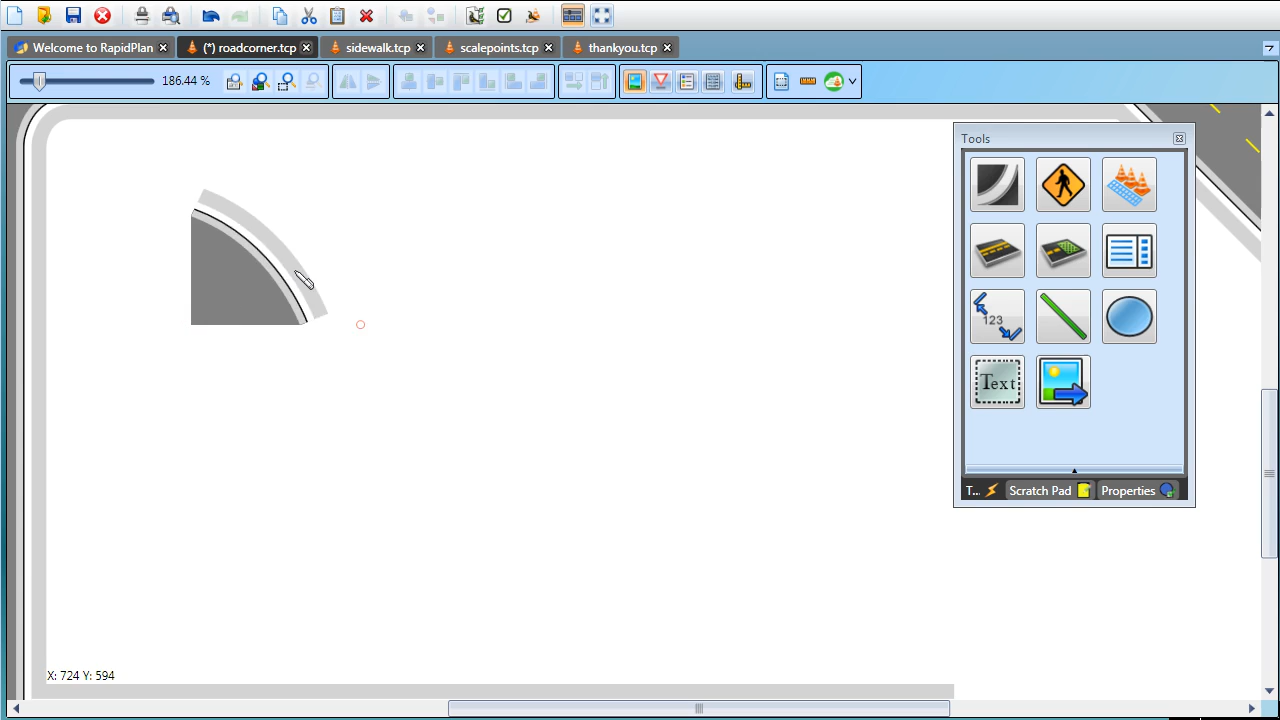 Welcome to RapidPlan
(*) roadcorner.tcp
sidewalk.tcp
scalepoints.tcp
thankyou.tcp
186.44 %
Tools
123
Text
T...
Scratch Pad
Properties
X: 724 Y: 594